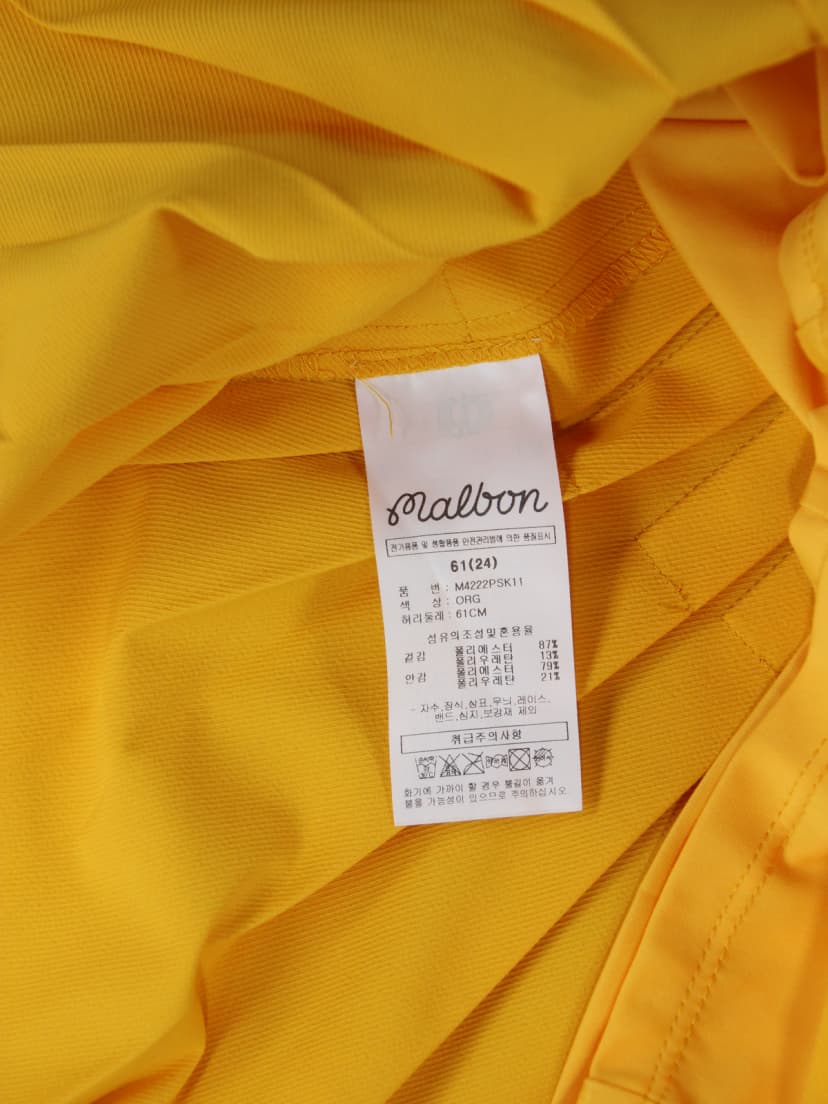 malbon
전기용품 및 생활용품 안전관리법에 의한 품질표시
61(24)
품 번 : M4222PSK11
색 상 : ORG
허리둘레 : 61CM
섬유의조성및혼용율
겉감 폴리에스터 87%
폴리우레탄 13%
안감 폴리에스터 79%
폴리우레탄 21%
- 자수,장식,상표,무늬,레이스,
밴드,심지,보강재 제외
취급주의사항
화기에 가까이 할 경우 불길이 옮겨
붙을 가능성이 있으므로 주의하십시오